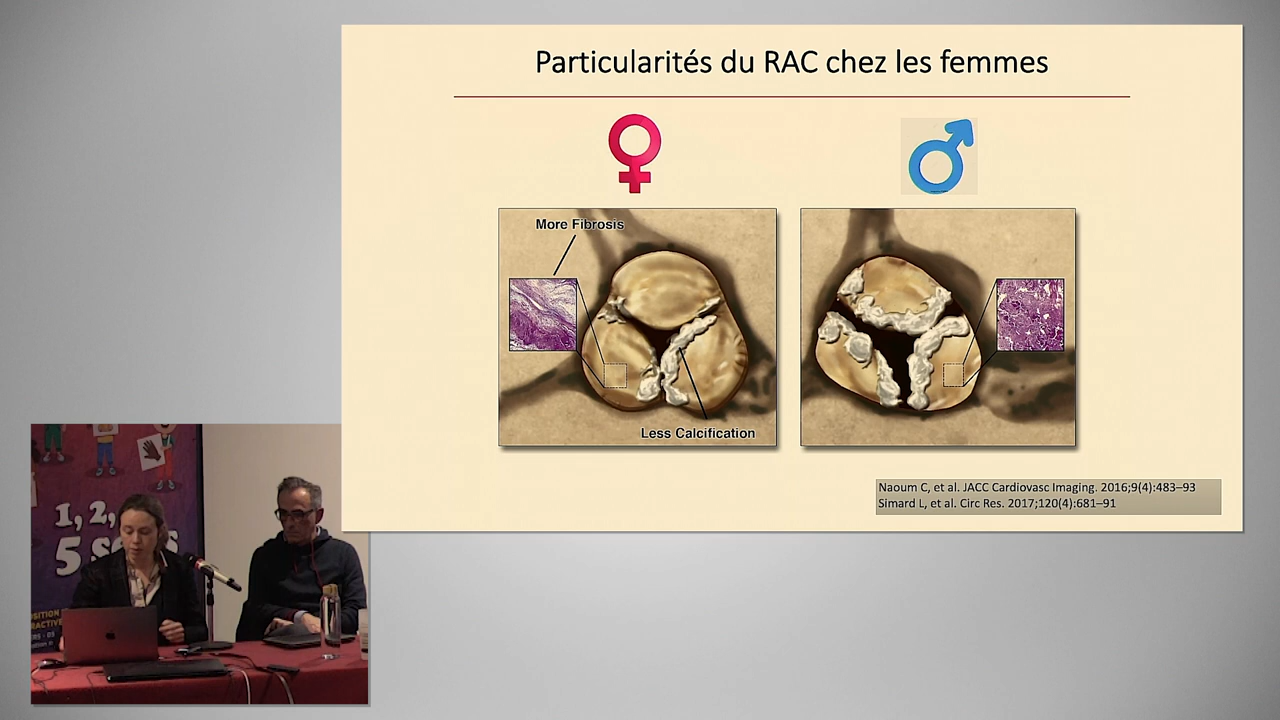 Particularités du RAC chez les femmes
More Fibrosis
Less Calcification
Naoum C, et al. JACC Cardiovasc Imaging. 2016;9(4):483–93
Simard L, et al. Circ Res. 2017;120(4):681–91
1, 2,
5